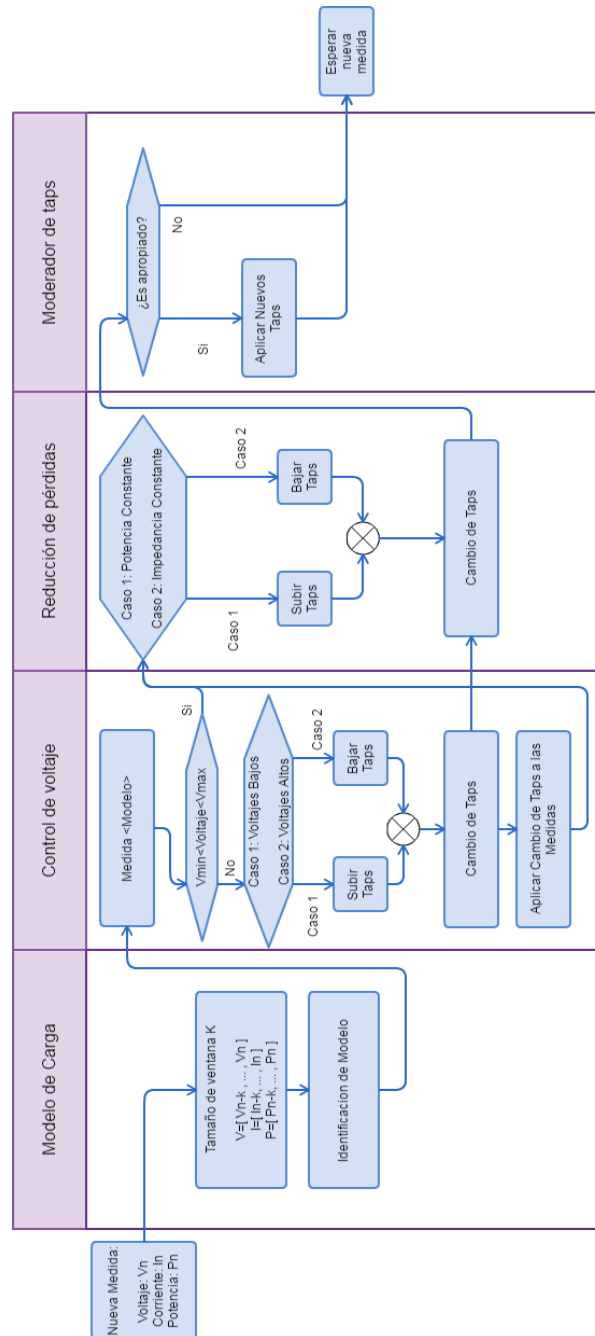 Nueva Medida:
Voltaje: Vn
Corriente: In
Potencia: Pn
Modelo de Carga
Tamaño de ventana K
V=[ Vn-k , ... , Vn ]
I=[ In-k, ... , In ]
P=[ Pn-k, ... , Pn ]
Identificacion de Modelo
Control de voltaje
Medida <Modelo>
Vmin<Voltaje<Vmax
Si
No
Caso 1: Voltajes Bajos
Caso 2: Voltajes Altos
Caso 1
Caso 2
Subir
Taps
Bajar
Taps
Cambio de Taps
Aplicar Cambio de Taps a las
Medidas
Reducción de pérdidas
Caso 1: Potencia Constante
Caso 2: Impedancia Constante
Caso 1
Caso 2
Subir
Taps
Bajar
Taps
Cambio de Taps
Moderador de taps
¿Es apropiado?
Si
No
Aplicar Nuevos
Taps
Esperar
nueva
medida